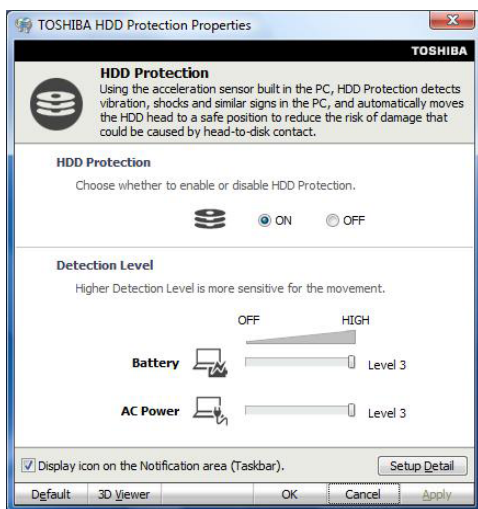 TOSHIBA HDD Protection Properties
TOSHIBA
HDD Protection
Using the acceleration sensor built in the PC, HDD Protection detects
vibration, shocks and similar signs in the PC, and automatically moves
the HDD head to a safe position to reduce the risk of damage that
could be caused by head-to-disk contact.
HDD Protection
Choose whether to enable or disable HDD Protection.
ON OFF
Detection Level
Higher Detection Level is more sensitive for the movement.
OFF HIGH
Battery Level 3
AC Power Level 3
Display icon on the Notification area (Taskbar). Setup Detail
Default 3D Viewer OK Cancel Apply